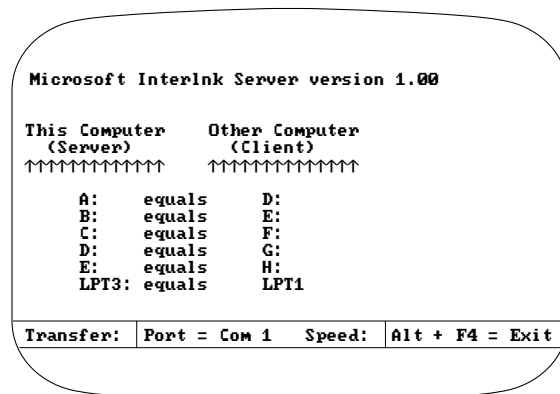 Microsoft Interlnk Server version 1.00
This Computer Other Computer
(Server) (Client)
↑↑↑↑↑↑↑↑↑↑↑↑↑ ↑↑↑↑↑↑↑↑↑↑↑↑↑↑
A: equals D:
B: equals E:
C: equals F:
D: equals G:
E: equals H:
LPT3: equals LPT1
Transfer: Port = Com 1 Speed: Alt + F4 = Exit